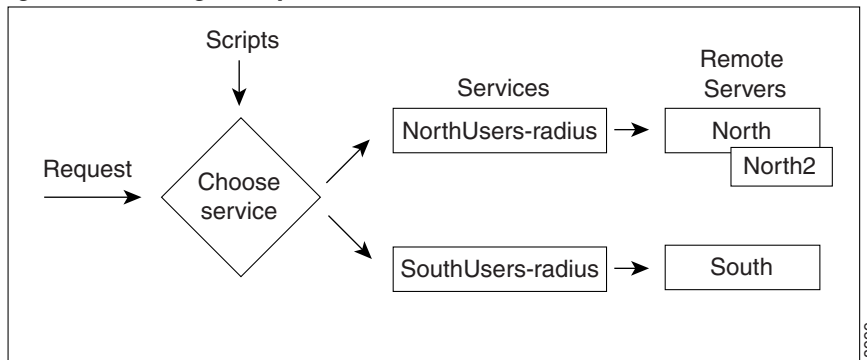 Scripts
Remote
Servers
Services
NorthUsers-radius
North
North2
Request
Choose
service
SouthUsers-radius
South